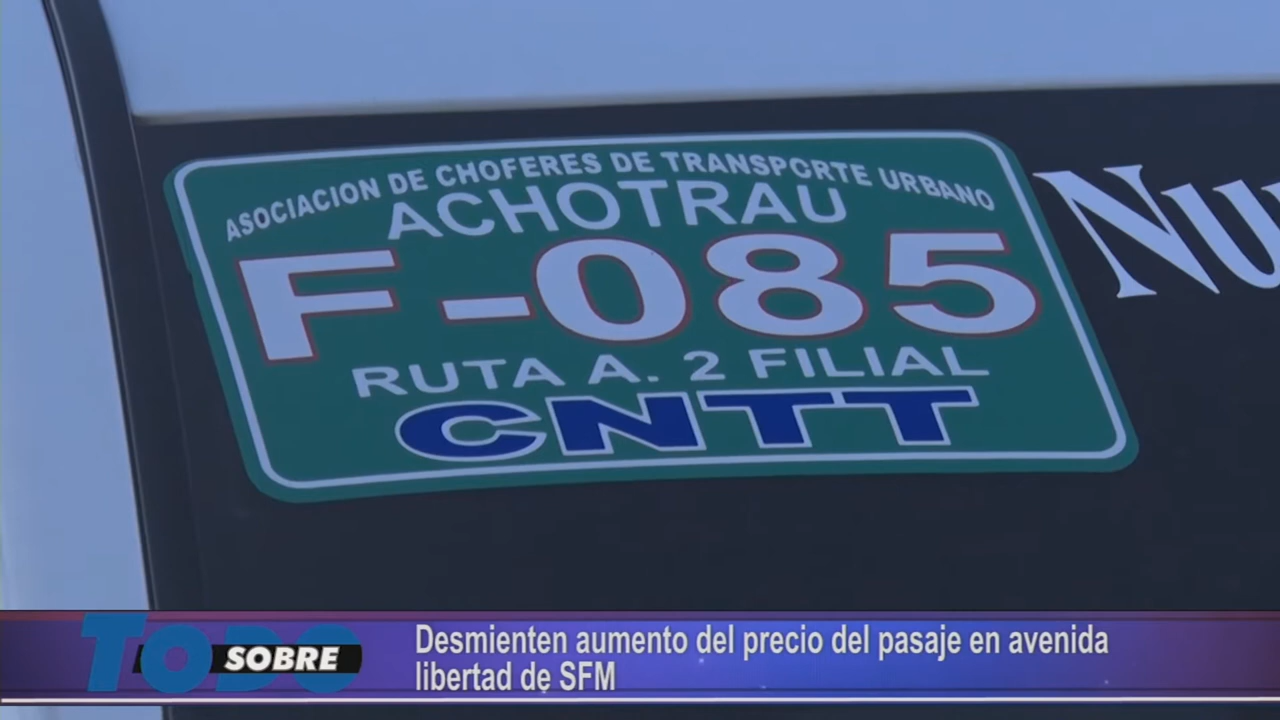 ASOCIACION DE CHOFERES DE TRANSPORTE URBANO
ACHOTRAU
F-085
RUTA A. 2 FILIAL
CNTT
Nu
TODO
SOBRE
Desmienten aumento del precio del pasaje en avenida
libertad de SFM